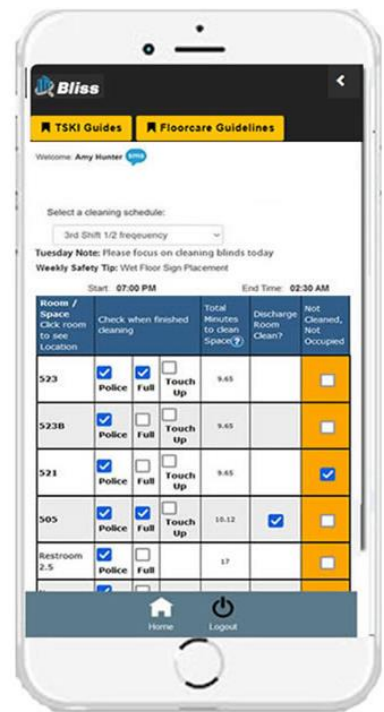 Bliss
TSKI Guides Floorcare Guidelines
Welcome: Amy Hunter sms
Select a cleaning schedule:
3rd Shift 1/2 freqeuency
Tuesday Note: Please focus on cleaning blinds today
Weekly Safety Tip: Wet Floor Sign Placement
Start: 07:00 PM End Time: 02:30 AM
Room / Space Click room to see Location Check when finished cleaning Total Minutes to clean Space? Discharge Room Clean? Not Cleaned, Not Occupied
523 Police Full Touch Up 9.65
523B Police Full Touch Up 9.65
521 Police Full Touch Up 9.65
505 Police Full Touch Up 10.12
Restroom 2.5 Police Full 17
Home Logout